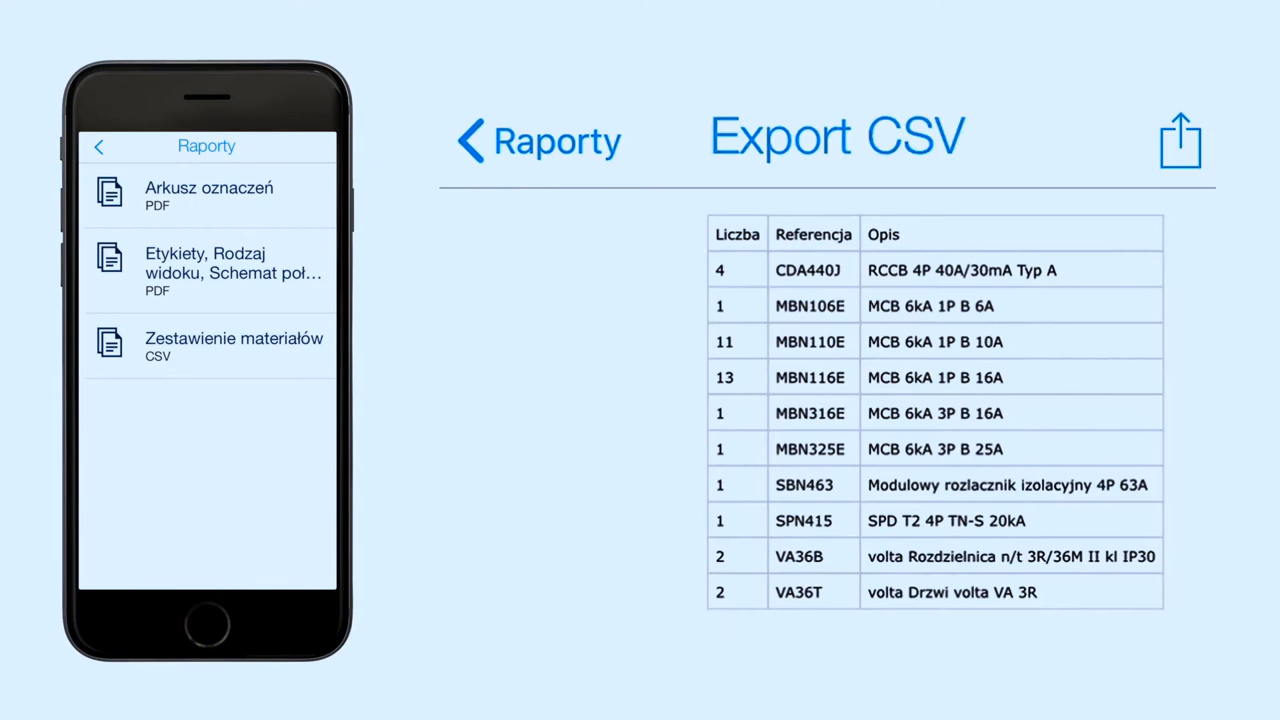 Raporty
Arkusz oznaczeń
PDF
Etykiety, Rodzaj
widoku, Schemat poł...
PDF
Zestawienie materiałów
CSV
Raporty
Export CSV
Liczba Referencja Opis
4 CDA440J RCCB 4P 40A/30mA Typ A
1 MBN106E MCB 6kA 1P B 6A
11 MBN110E MCB 6kA 1P B 10A
13 MBN116E MCB 6kA 1P B 16A
1 MBN316E MCB 6kA 3P B 16A
1 MBN325E MCB 6kA 3P B 25A
1 SBN463 Modulowy rozlacznik izolacyjny 4P 63A
1 SPN415 SPD T2 4P TN-S 20kA
2 VA36B volta Rozdzielnica n/t 3R/36M II kl IP30
2 VA36T volta Drzwi volta VA 3R